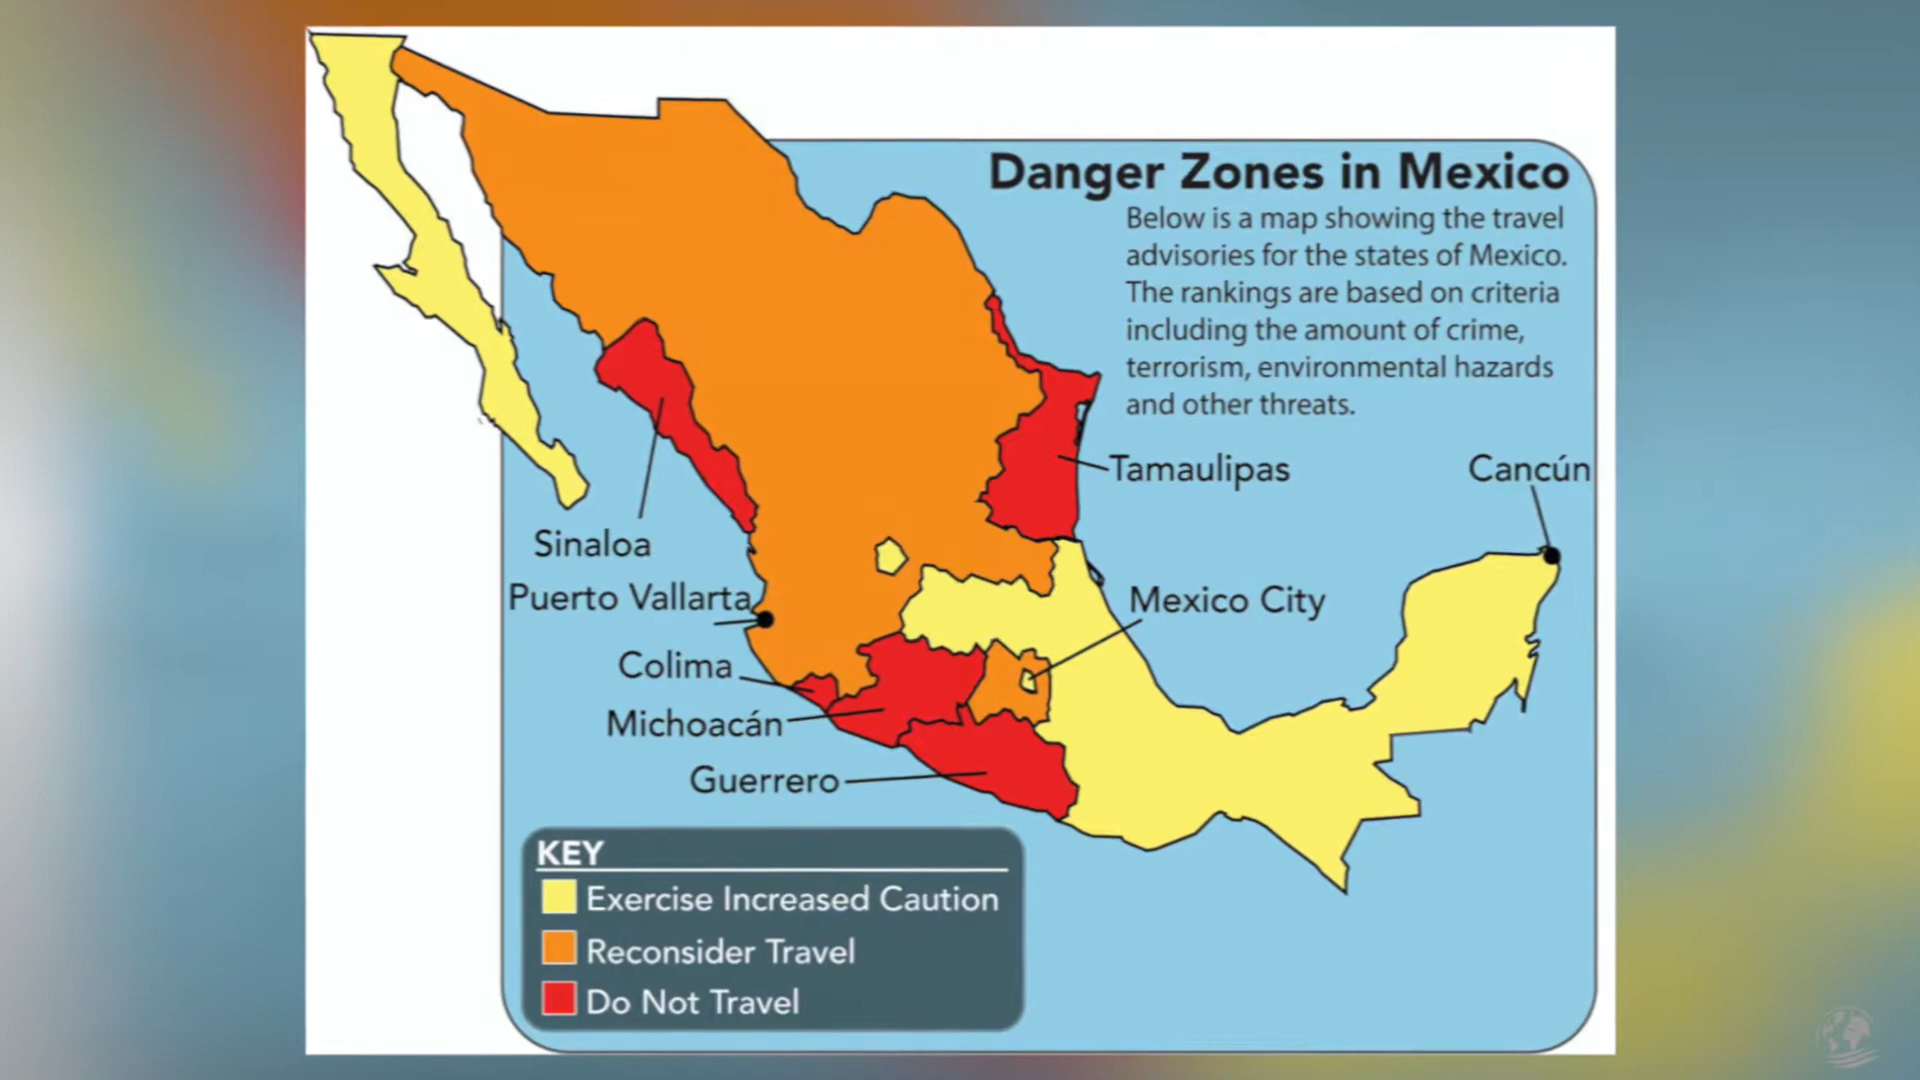 Danger Zones in Mexico
Below is a map showing the travel
advisories for the states of Mexico.
The rankings are based on criteria
including the amount of crime,
terrorism, environmental hazards
and other threats.
Tamaulipas
Cancún
Sinaloa
Puerto Vallarta
Mexico City
Colima
Michoacán
Guerrero
KEY
Exercise Increased Caution
Reconsider Travel
Do Not Travel